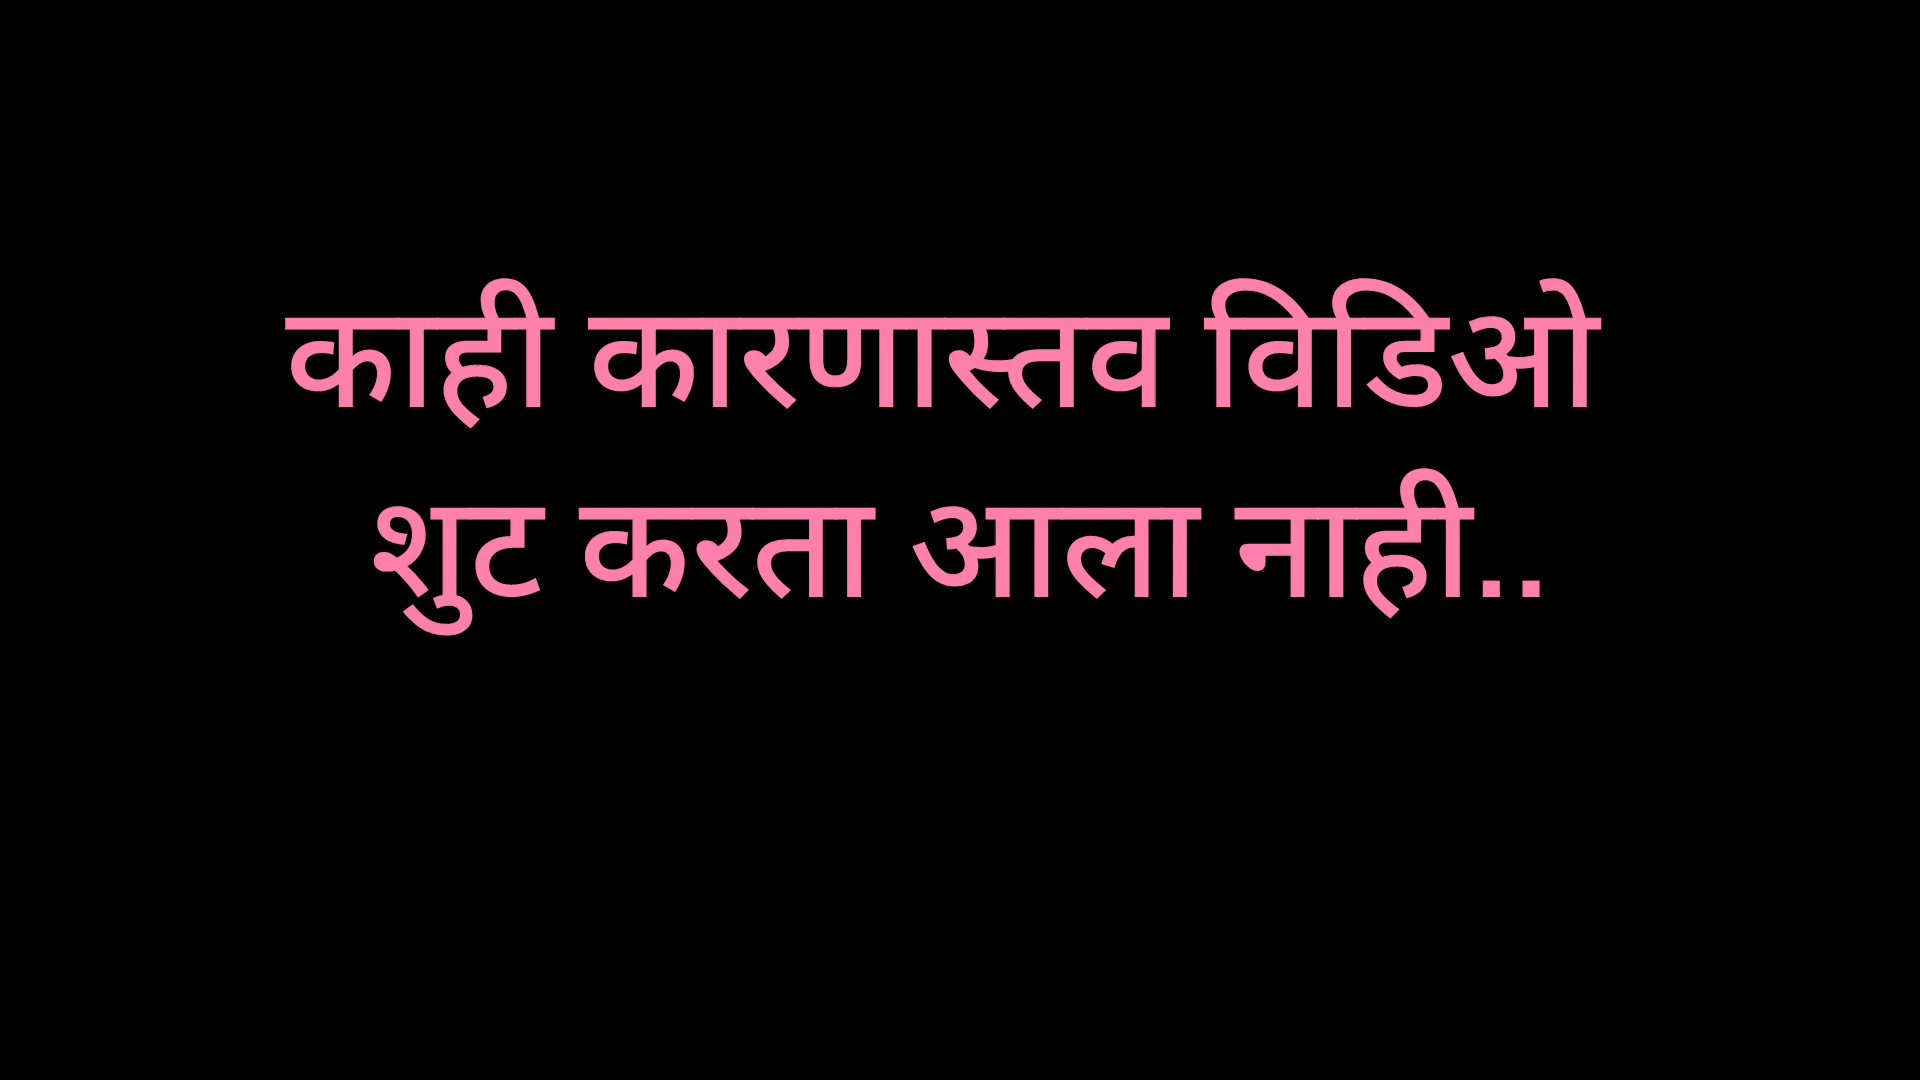 काही कारणास्तव विडिओ
शुट करता आला नाही..